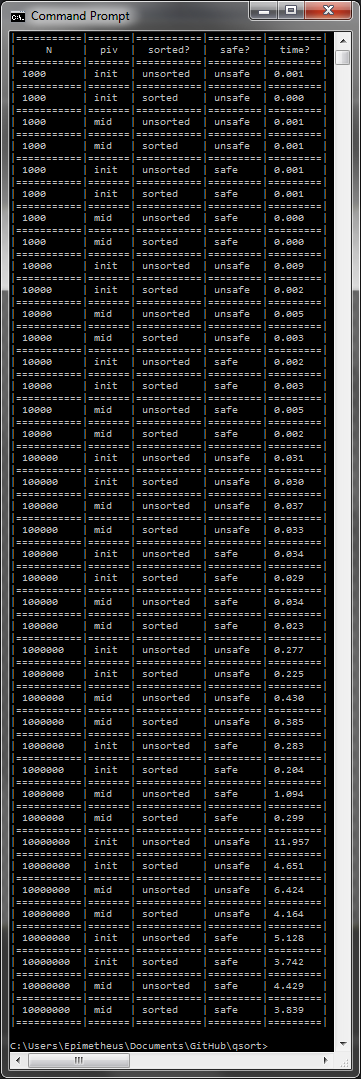 Command Prompt
|==========|======|===========|=========|=========|
|    N     | piv  |  sorted?  |  safe?  |  time?  |
|==========|======|===========|=========|=========|
| 1000     | init | unsorted  | unsafe  | 0.001   |
|==========|======|===========|=========|=========|
| 1000     | init | sorted    | unsafe  | 0.000   |
|==========|======|===========|=========|=========|
| 1000     | mid  | unsorted  | unsafe  | 0.001   |
|==========|======|===========|=========|=========|
| 1000     | mid  | sorted    | unsafe  | 0.001   |
|==========|======|===========|=========|=========|
| 1000     | init | unsorted  | safe    | 0.001   |
|==========|======|===========|=========|=========|
| 1000     | init | sorted    | safe    | 0.001   |
|==========|======|===========|=========|=========|
| 1000     | mid  | unsorted  | safe    | 0.000   |
|==========|======|===========|=========|=========|
| 1000     | mid  | sorted    | safe    | 0.000   |
|==========|======|===========|=========|=========|
| 10000    | init | unsorted  | unsafe  | 0.009   |
|==========|======|===========|=========|=========|
| 10000    | init | sorted    | unsafe  | 0.002   |
|==========|======|===========|=========|=========|
| 10000    | mid  | unsorted  | unsafe  | 0.005   |
|==========|======|===========|=========|=========|
| 10000    | mid  | sorted    | unsafe  | 0.003   |
|==========|======|===========|=========|=========|
| 10000    | init | unsorted  | safe    | 0.002   |
|==========|======|===========|=========|=========|
| 10000    | init | sorted    | safe    | 0.003   |
|==========|======|===========|=========|=========|
| 10000    | mid  | unsorted  | safe    | 0.005   |
|==========|======|===========|=========|=========|
| 10000    | mid  | sorted    | safe    | 0.002   |
|==========|======|===========|=========|=========|
| 100000   | init | unsorted  | unsafe  | 0.031   |
|==========|======|===========|=========|=========|
| 100000   | init | sorted    | unsafe  | 0.030   |
|==========|======|===========|=========|=========|
| 100000   | mid  | unsorted  | unsafe  | 0.037   |
|==========|======|===========|=========|=========|
| 100000   | mid  | sorted    | unsafe  | 0.033   |
|==========|======|===========|=========|=========|
| 100000   | init | unsorted  | safe    | 0.034   |
|==========|======|===========|=========|=========|
| 100000   | init | sorted    | safe    | 0.029   |
|==========|======|===========|=========|=========|
| 100000   | mid  | unsorted  | safe    | 0.034   |
|==========|======|===========|=========|=========|
| 100000   | mid  | sorted    | safe    | 0.023   |
|==========|======|===========|=========|=========|
| 1000000  | init | unsorted  | unsafe  | 0.277   |
|==========|======|===========|=========|=========|
| 1000000  | init | sorted    | unsafe  | 0.225   |
|==========|======|===========|=========|=========|
| 1000000  | mid  | unsorted  | unsafe  | 0.430   |
|==========|======|===========|=========|=========|
| 1000000  | mid  | sorted    | unsafe  | 0.385   |
|==========|======|===========|=========|=========|
| 1000000  | init | unsorted  | safe    | 0.283   |
|==========|======|===========|=========|=========|
| 1000000  | init | sorted    | safe    | 0.204   |
|==========|======|===========|=========|=========|
| 1000000  | mid  | unsorted  | safe    | 1.094   |
|==========|======|===========|=========|=========|
| 1000000  | mid  | sorted    | safe    | 0.299   |
|==========|======|===========|=========|=========|
| 10000000 | init | unsorted  | unsafe  | 11.957  |
|==========|======|===========|=========|=========|
| 10000000 | init | sorted    | unsafe  | 4.651   |
|==========|======|===========|=========|=========|
| 10000000 | mid  | unsorted  | unsafe  | 6.424   |
|==========|======|===========|=========|=========|
| 10000000 | mid  | sorted    | unsafe  | 4.164   |
|==========|======|===========|=========|=========|
| 10000000 | init | unsorted  | safe    | 5.128   |
|==========|======|===========|=========|=========|
| 10000000 | init | sorted    | safe    | 3.742   |
|==========|======|===========|=========|=========|
| 10000000 | mid  | unsorted  | safe    | 4.429   |
|==========|======|===========|=========|=========|
| 10000000 | mid  | sorted    | safe    | 3.839   |
|==========|======|===========|=========|=========|
C:\Users\Epimetheus\Documents\GitHub\qsort>